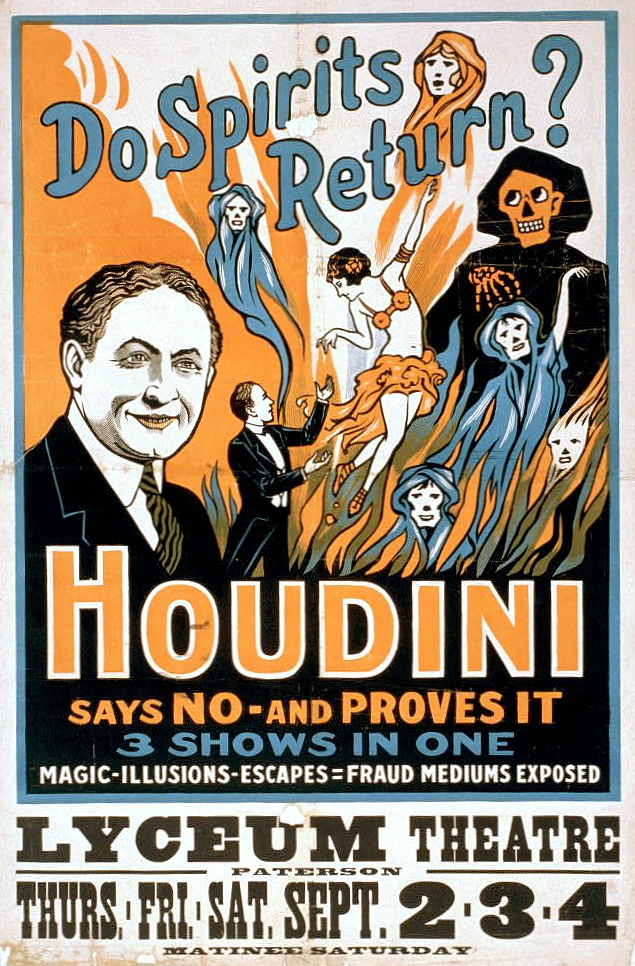 Do Spirits
Return?
HOUDINI
SAYS NO-AND PROVES IT
3 SHOWS IN ONE
MAGIC-ILLUSIONS-ESCAPES=FRAUD MEDIUMS EXPOSED
LYCEUM THEATRE
PATERSON
THURS. FRI. SAT. SEPT. 2·3·4
MATINEE SATURDAY